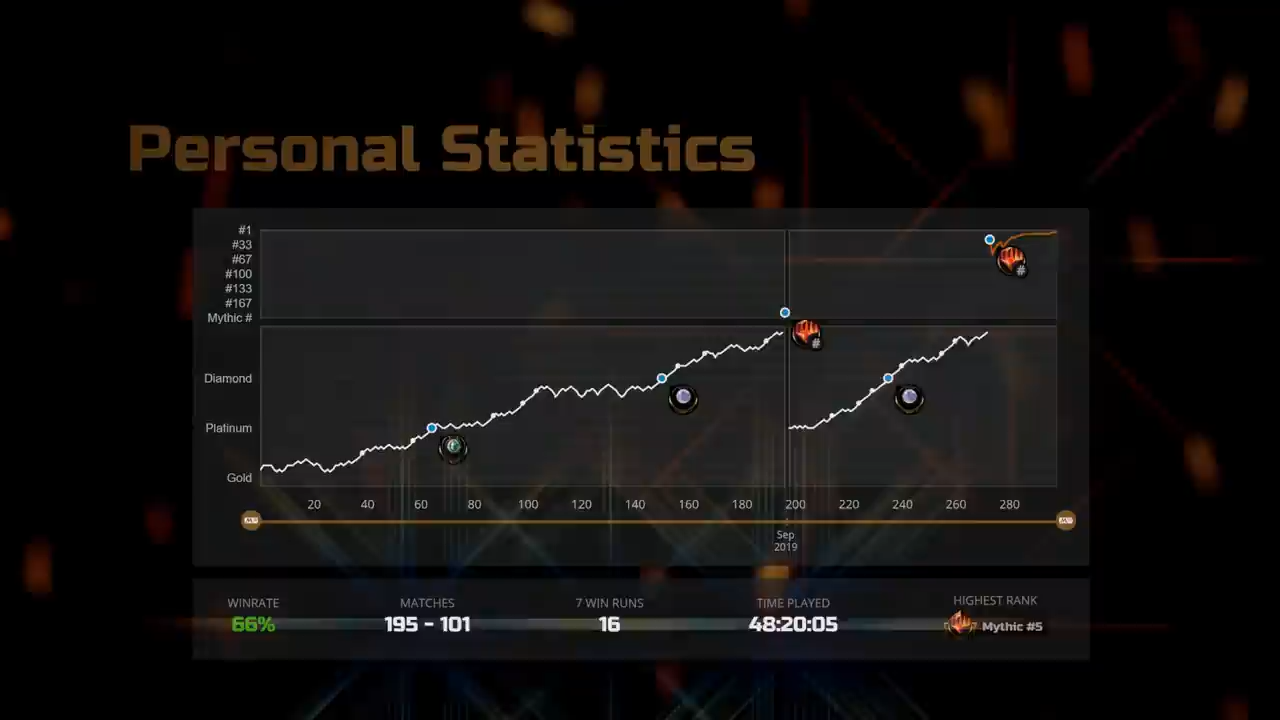 Personal Statistics
#1
#33
#67
#100
#133
#167
Mythic #
#
#
Diamond
Platinum
Gold
20 40 60 80 100 120 140 160 180 200 220 240 260 280
Sep
2019
WINRATE MATCHES 7 WIN RUNS TIME PLAYED HIGHEST RANK
66% 195 - 101 16 48:20:05 Mythic #5